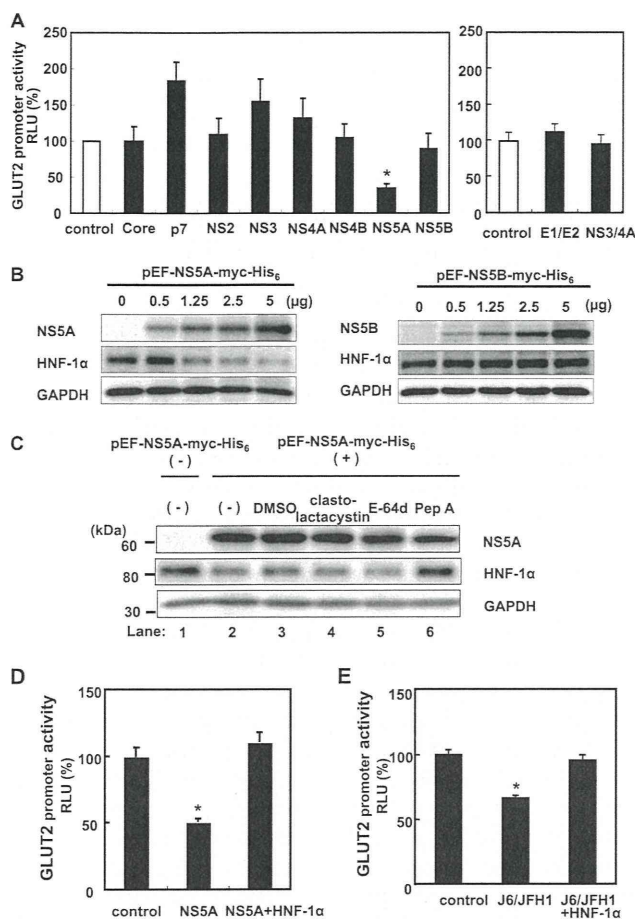 A
GLUT2 promoter activity
RLU (%)
250
200
150
100
50
0
*
control Core p7 NS2 NS3 NS4A NS4B NS5A NS5B
250
200
150
100
50
0
control E1/E2 NS3/4A
B
pEF-NS5A-myc-His6
0 0.5 1.25 2.5 5 (µg)
NS5A
HNF-1α
GAPDH
pEF-NS5B-myc-His6
0 0.5 1.25 2.5 5 (µg)
NS5B
HNF-1α
GAPDH
C
pEF-NS5A-myc-His6
(-)
pEF-NS5A-myc-His6
(+)
(-) (-) DMSO clasto-lactacystin E-64d Pep A
(kDa)
60
NS5A
80
HNF-1α
30
GAPDH
Lane: 1 2 3 4 5 6
D
GLUT2 promoter activity
RLU (%)
150
100
50
0
*
control NS5A NS5A+HNF-1α
E
GLUT2 promoter activity
RLU (%)
150
100
50
0
*
control J6/JFH1 J6/JFH1
+HNF-1α